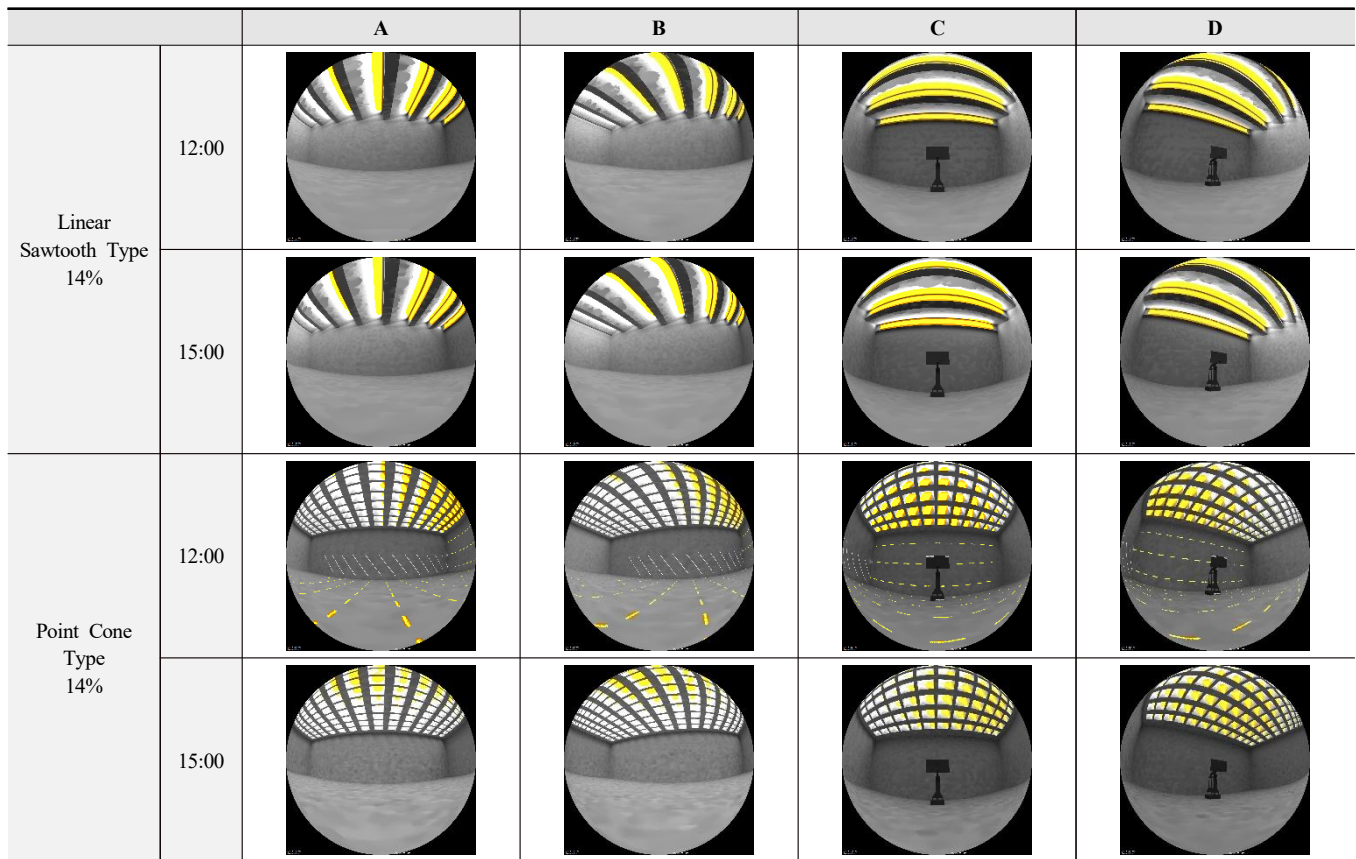 A B C D
Linear
Sawtooth Type
14%
12:00
15:00
Point Cone
Type
14%
12:00
15:00